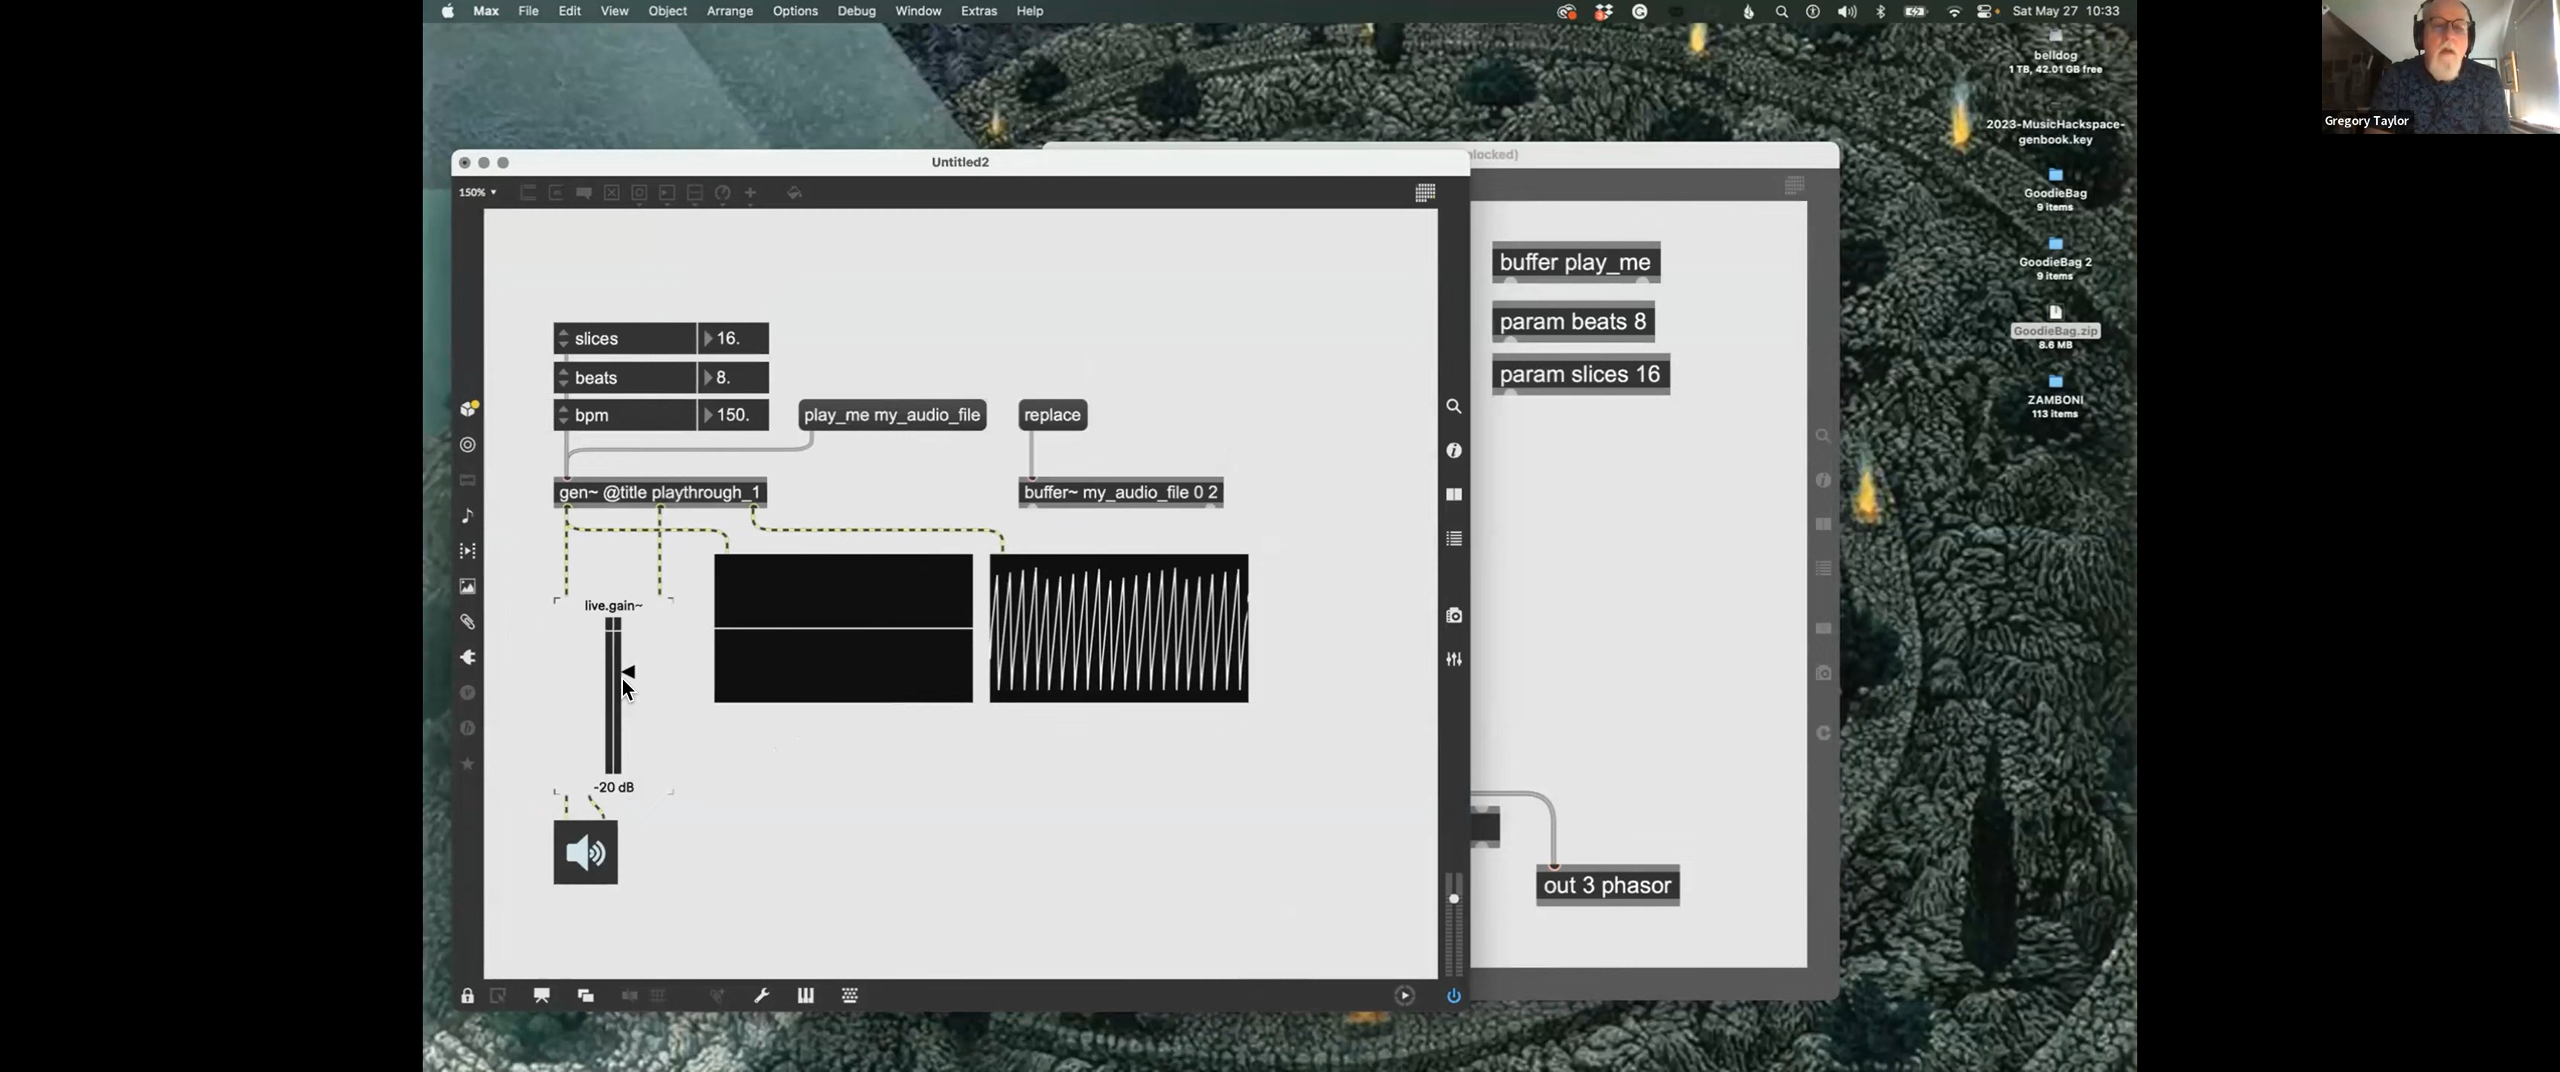 Max File Edit View Object Arrange Options Debug Window Extras Help
Sat May 27 10:33
Gregory Taylor
belldog
1 TB, 42.01 GB free
2023-MusicHackspace-
genbook.key
GoodieBag
9 items
GoodieBag 2
9 items
GoodieBag.zip
8.6 MB
ZAMBONI
113 items
Untitled2
locked)
150%
slices 16.
beats 8.
bpm 150.
play_me my_audio_file
replace
gen~ @title playthrough_1
buffer~ my_audio_file 0 2
live.gain~
-20 dB
buffer play_me
param beats 8
param slices 16
out 3 phasor